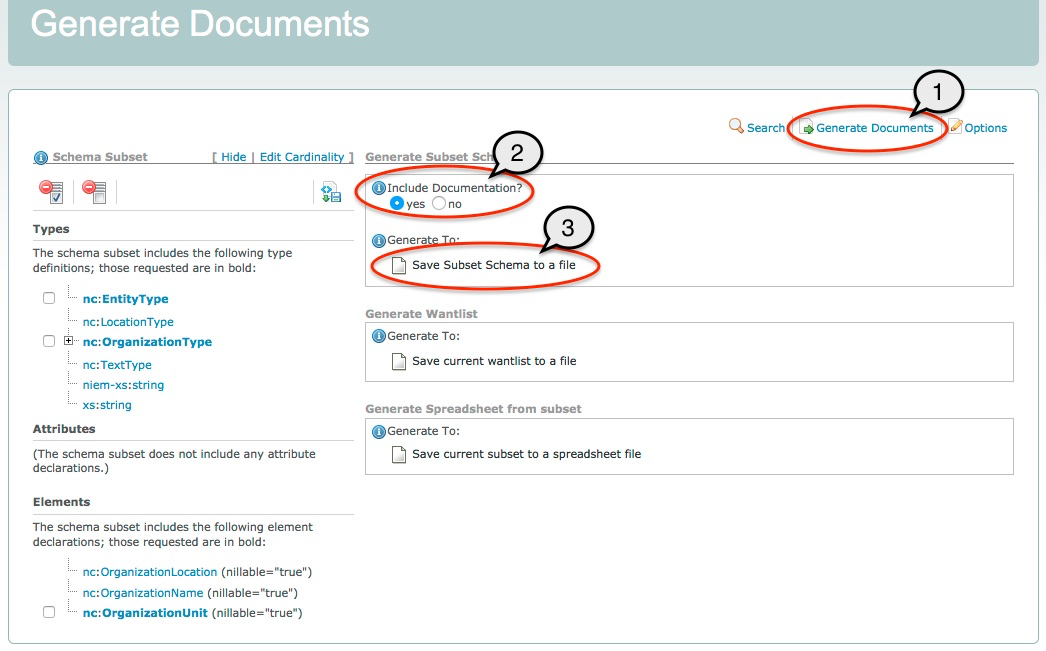 Generate Documents
1
Search Generate Documents Options
Schema Subset [ Hide | Edit Cardinality ]
Types
The schema subset includes the following type
definitions; those requested are in bold:
nc:EntityType
nc:LocationType
nc:OrganizationType
nc:TextType
niem-xs:string
xs:string
Attributes
(The schema subset does not include any attribute
declarations.)
Elements
The schema subset includes the following element
declarations; those requested are in bold:
nc:OrganizationLocation (nillable="true")
nc:OrganizationName (nillable="true")
nc:OrganizationUnit (nillable="true")
Generate Subset Sch
2
Include Documentation?
yes no
3
Generate To:
Save Subset Schema to a file
Generate Wantlist
Generate To:
Save current wantlist to a file
Generate Spreadsheet from subset
Generate To:
Save current subset to a spreadsheet file